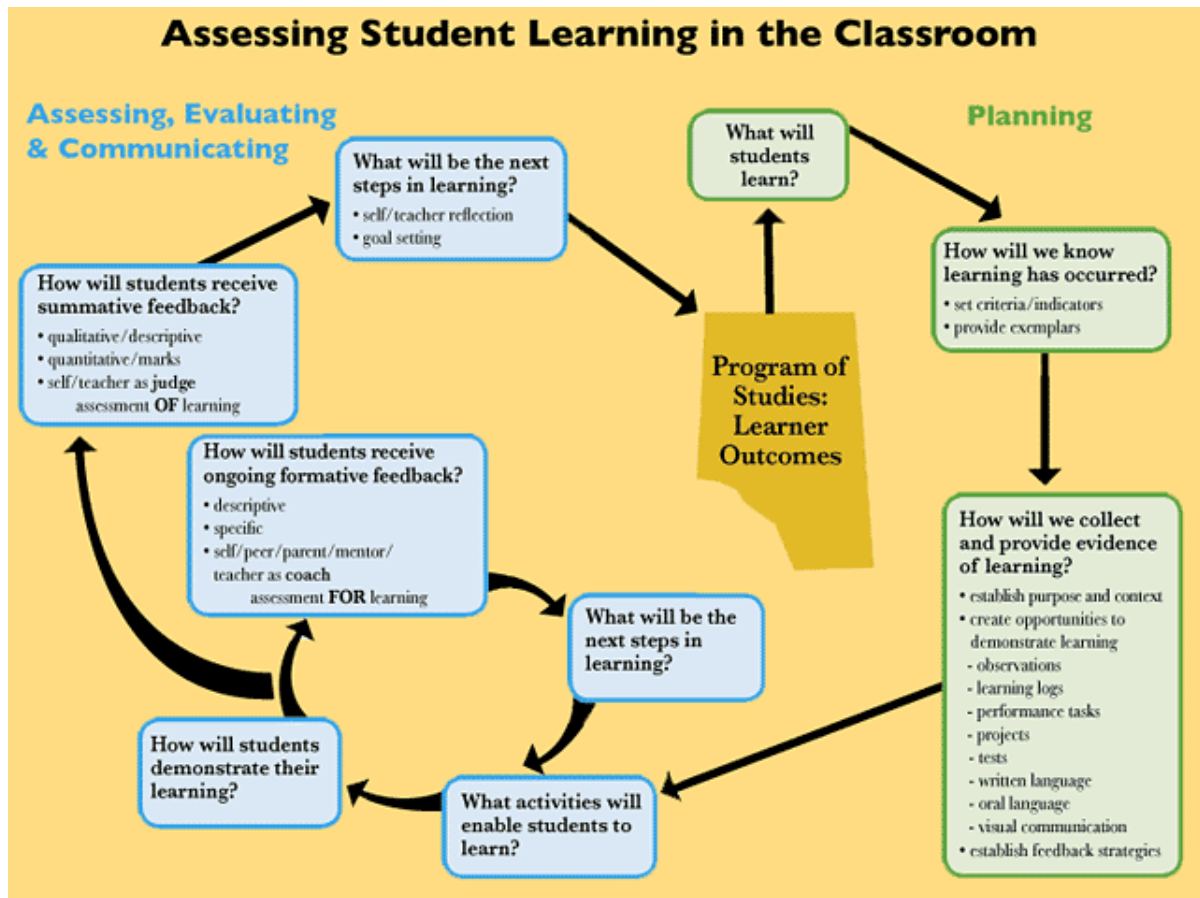 Assessing Student Learning in the Classroom
Assessing, Evaluating
& Communicating
Planning
What will
students
learn?
How will we know
learning has occurred?
• set criteria/indicators
• provide exemplars
How will we collect
and provide evidence
of learning?
• establish purpose and context
• create opportunities to
demonstrate learning
- observations
- learning logs
- performance tasks
- projects
- tests
- written language
- oral language
- visual communication
• establish feedback strategies
What activities will
enable students to
learn?
How will students
demonstrate their
learning?
How will students receive
ongoing formative feedback?
• descriptive
• specific
• self/peer/parent/mentor/
teacher as coach
assessment FOR learning
What will be the
next steps in
learning?
How will students receive
summative feedback?
• qualitative/descriptive
• quantitative/marks
• self/teacher as judge
assessment OF learning
What will be the next
steps in learning?
• self/teacher reflection
• goal setting
Program of
Studies:
Learner
Outcomes